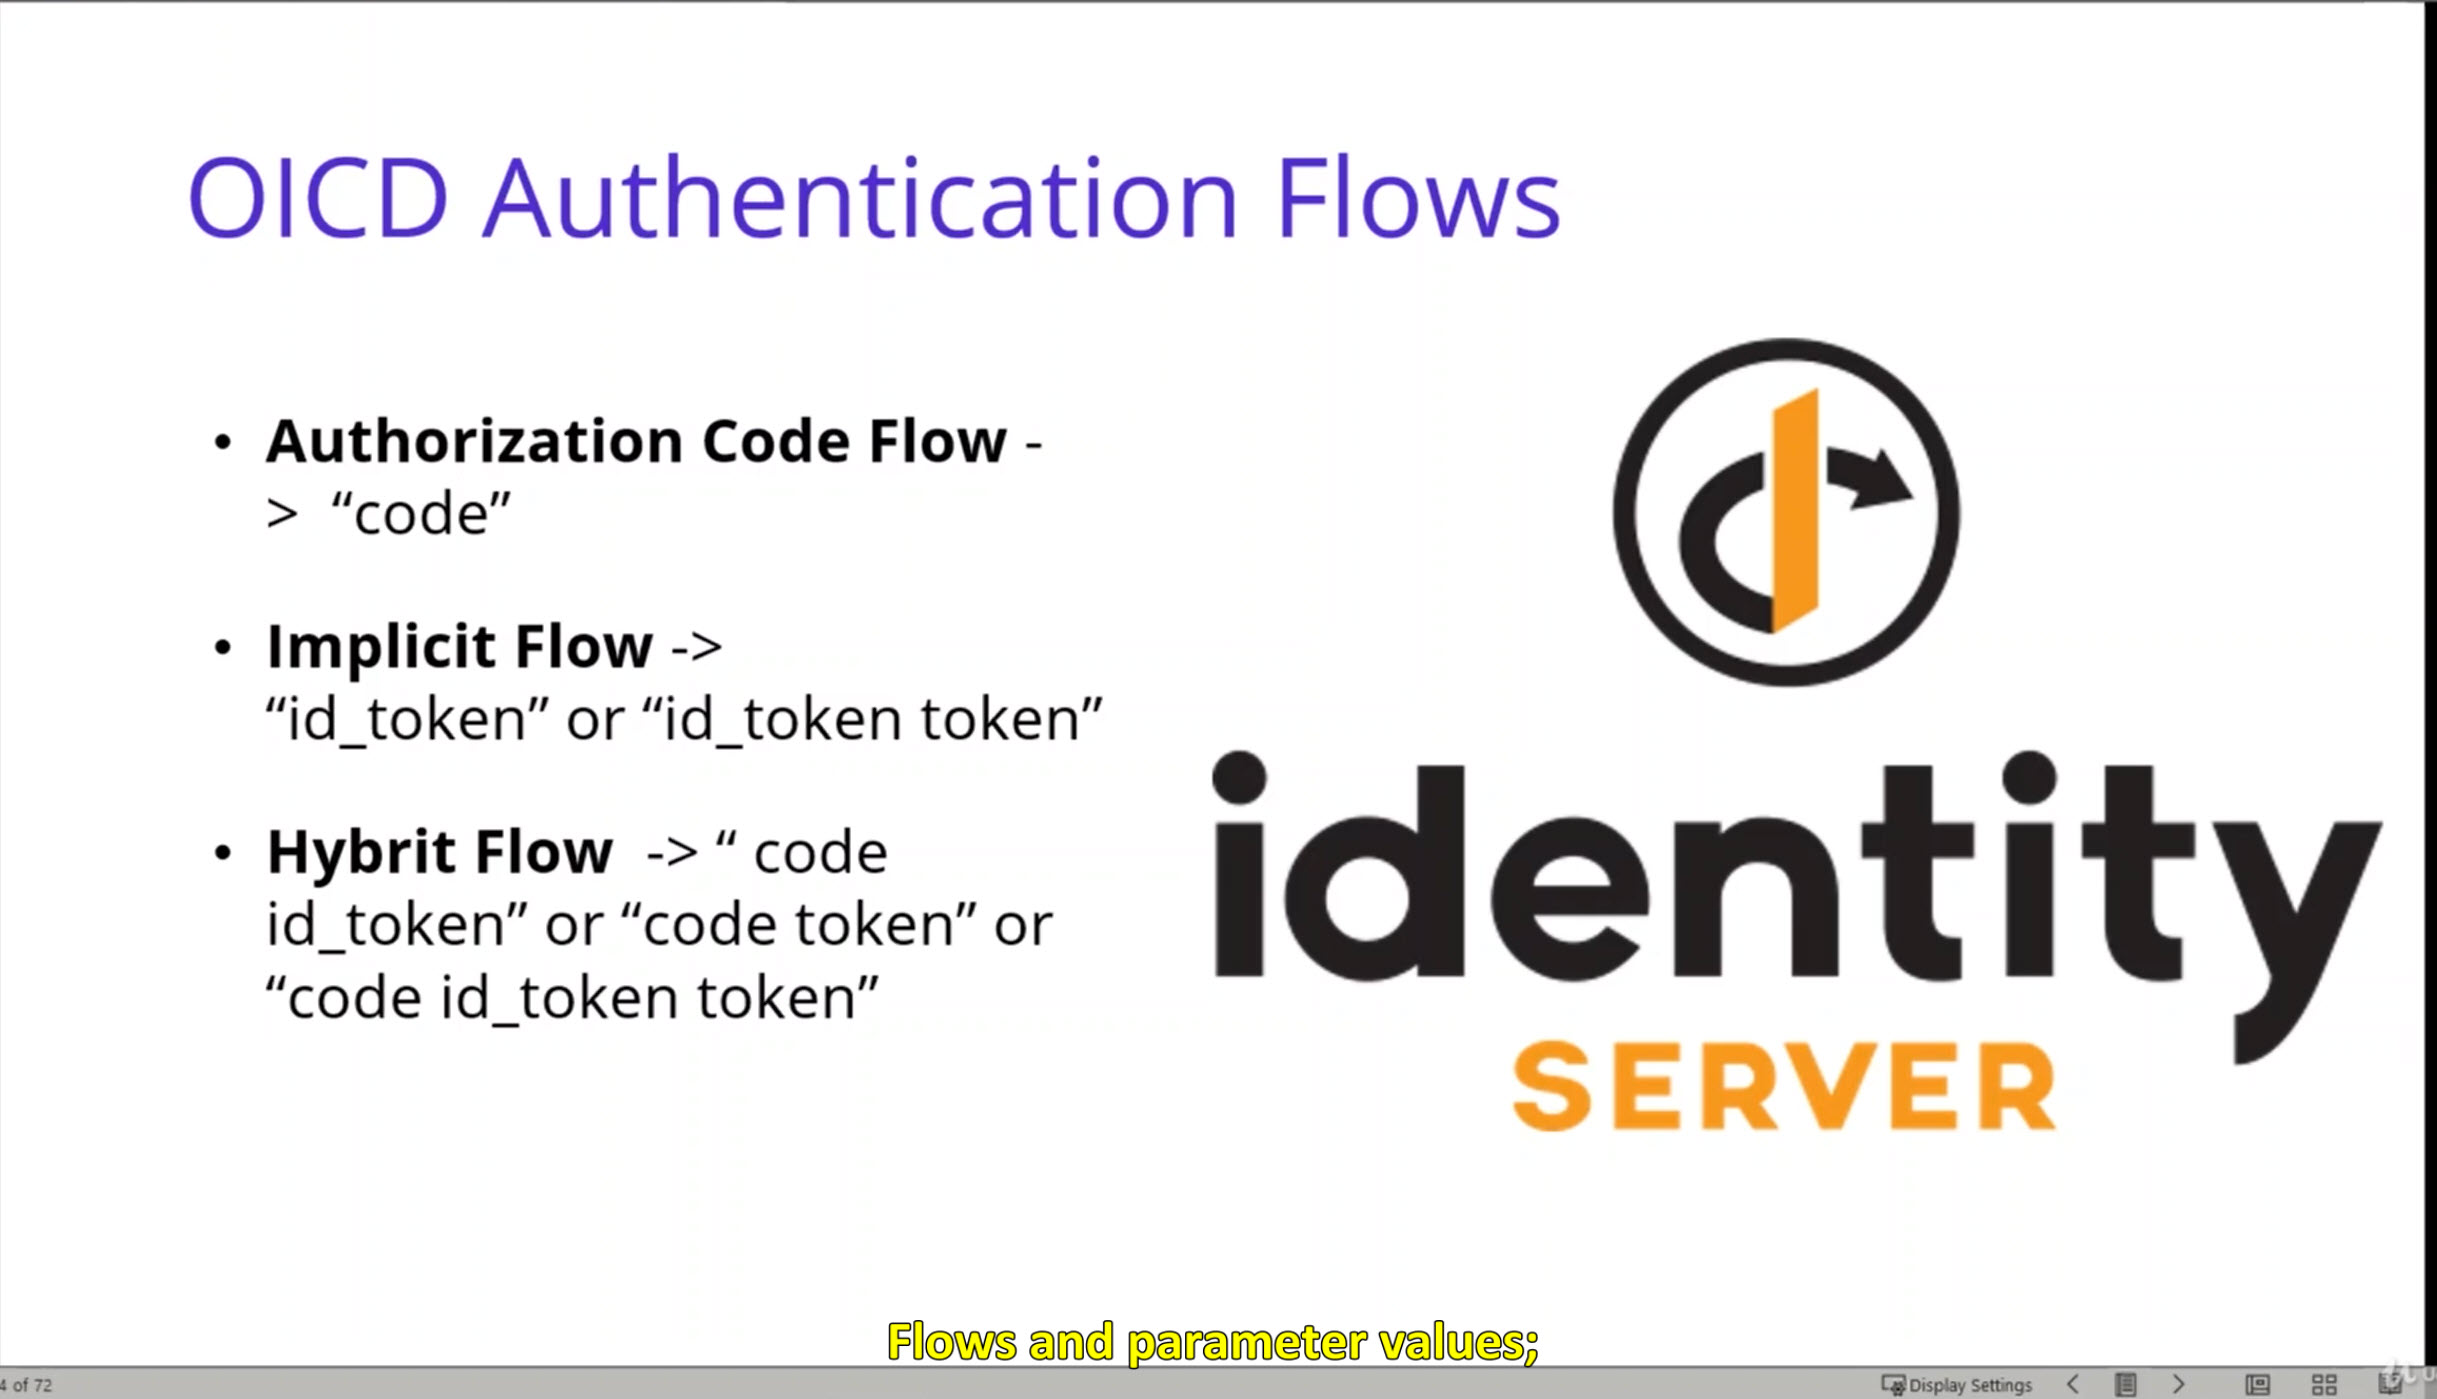 OICD Authentication Flows
• Authorization Code Flow -
> “code”
• Implicit Flow ->
“id_token” or “id_token token”
• Hybrit Flow -> “ code
id_token” or “code token” or
“code id_token token”
identity
SERVER
Flows and parameter values;
4 of 72
Display Settings